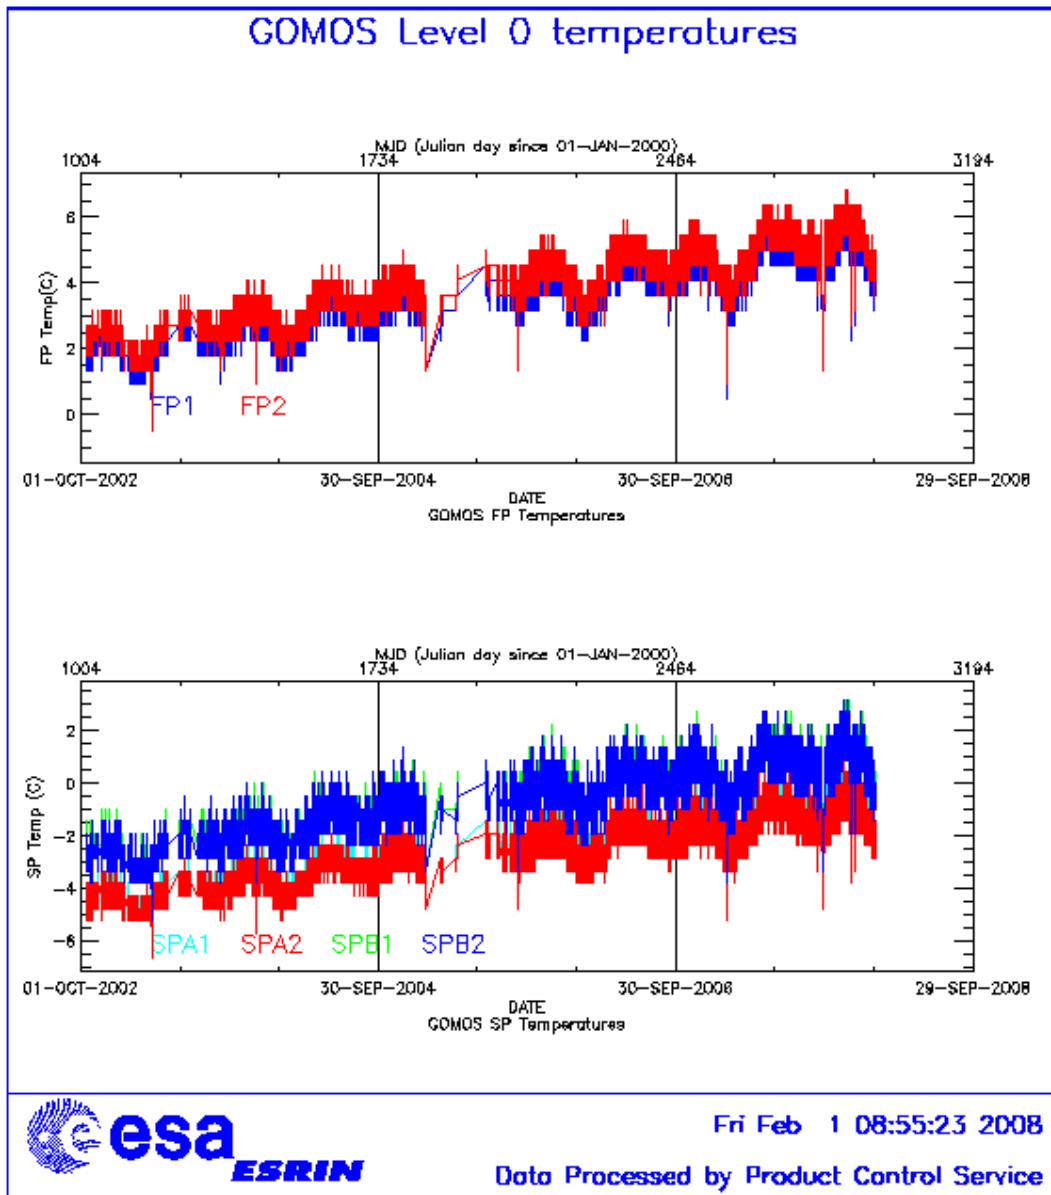 GOMOS Level 0 temperatures
MJD (Julian day since 01-JAN-2000)
1004 1734 2464 3194
6
4
2
0
FP Temp(C)
FP1 FP2
01-OCT-2002 30-SEP-2004 30-SEP-2006 29-SEP-2008
DATE
GOMOS FP Temperatures
MJD (Julian day since 01-JAN-2000)
1004 1734 2464 3194
2
0
-2
-4
-6
SP Temp (C)
SPA1 SPA2 SPB1 SPB2
01-OCT-2002 30-SEP-2004 30-SEP-2006 29-SEP-2008
DATE
GOMOS SP Temperatures
esa
ESRIN
Fri Feb 1 08:55:23 2008
Data Processed by Product Control Service